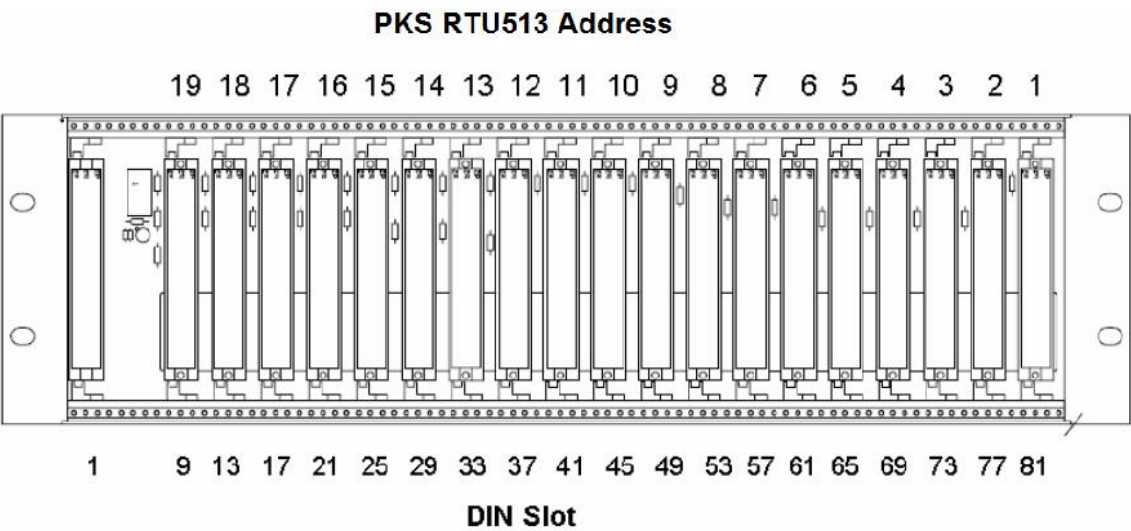 PKS RTU513 Address
19 18 17 16 15 14 13 12 11 10 9 8 7 6 5 4 3 2 1
1 9 13 17 21 25 29 33 37 41 45 49 53 57 61 65 69 73 77 81
DIN Slot